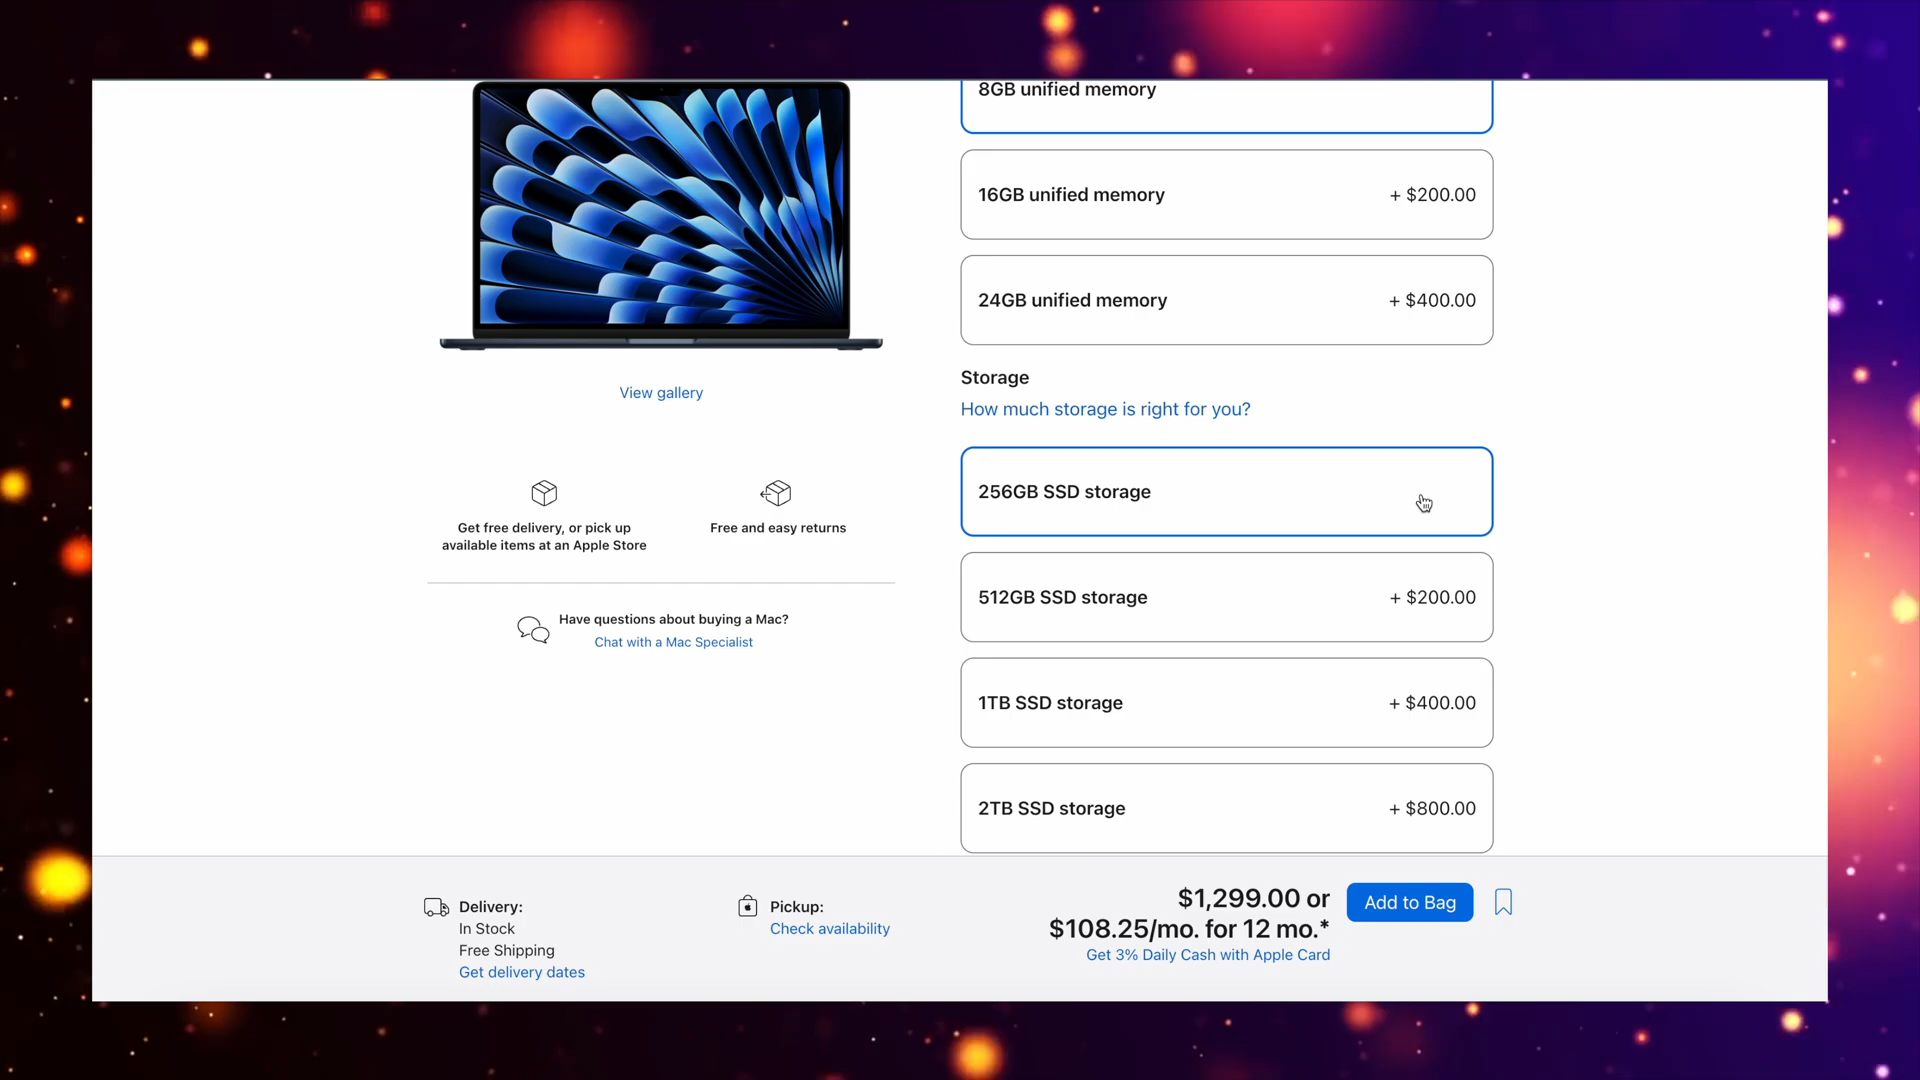 8GB unified memory
16GB unified memory
+ $200.00
24GB unified memory
+ $400.00
View gallery
Storage
How much storage is right for you?
256GB SSD storage
Get free delivery, or pick up
available items at an Apple Store
Free and easy returns
512GB SSD storage
+ $200.00
Have questions about buying a Mac?
Chat with a Mac Specialist
1TB SSD storage
+ $400.00
2TB SSD storage
+ $800.00
Delivery:
In Stock
Free Shipping
Get delivery dates
Pickup:
Check availability
$1,299.00 or
$108.25/mo. for 12 mo.*
Get 3% Daily Cash with Apple Card
Add to Bag